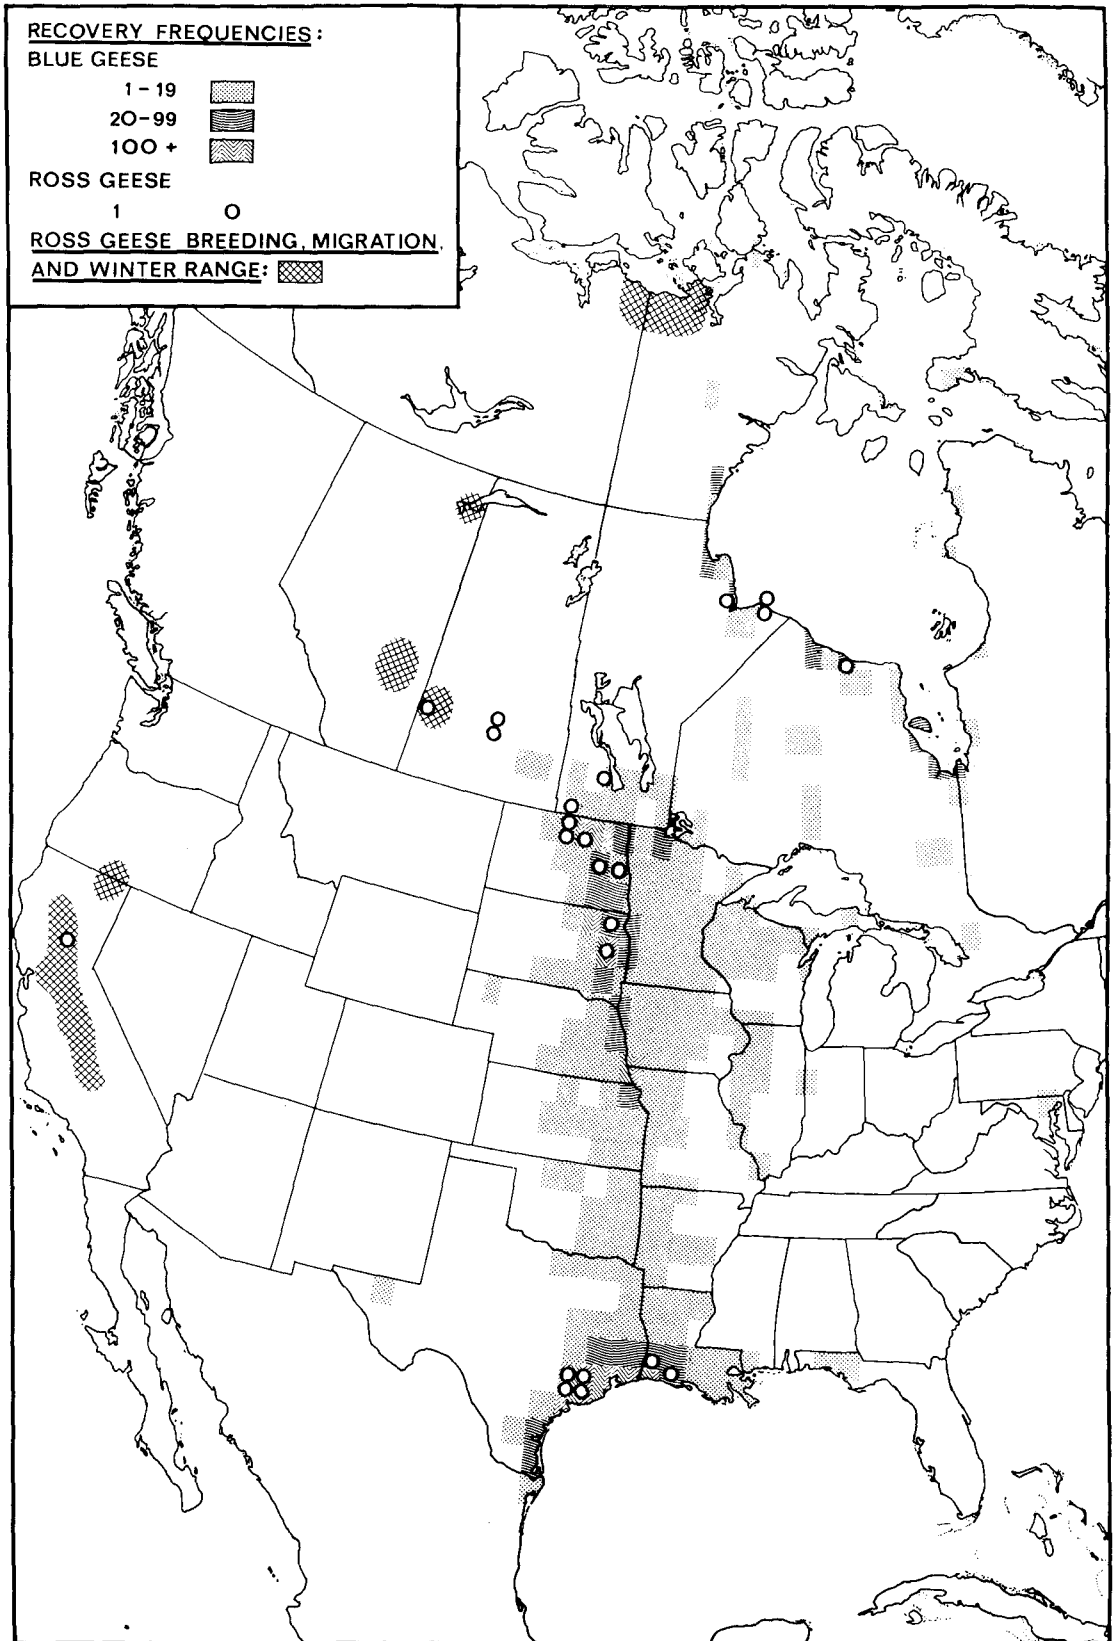 RECOVERY FREQUENCIES:
BLUE GEESE
1-19
20-99
100+
ROSS GEESE
1 O
ROSS GEESE BREEDING, MIGRATION,
AND WINTER RANGE: